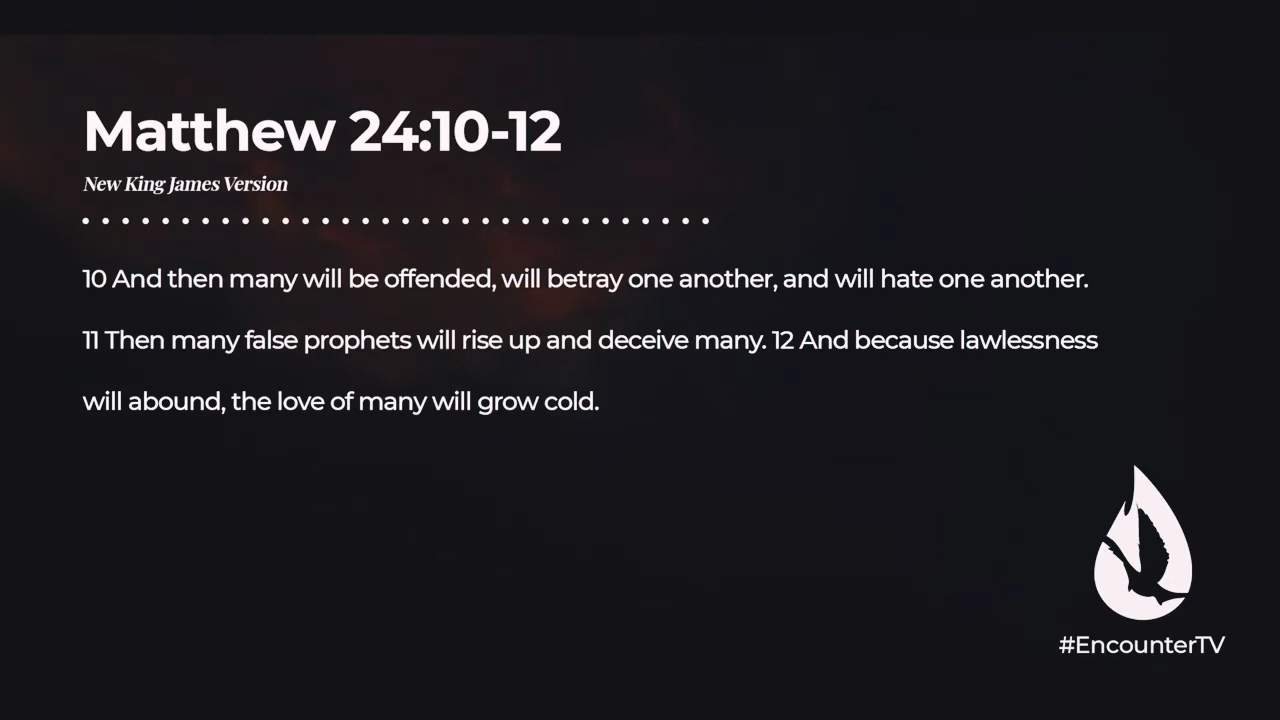 Matthew 24:10-12
New King James Version
10 And then many will be offended, will betray one another, and will hate one another.
11 Then many false prophets will rise up and deceive many. 12 And because lawlessness
will abound, the love of many will grow cold.
#EncounterTV